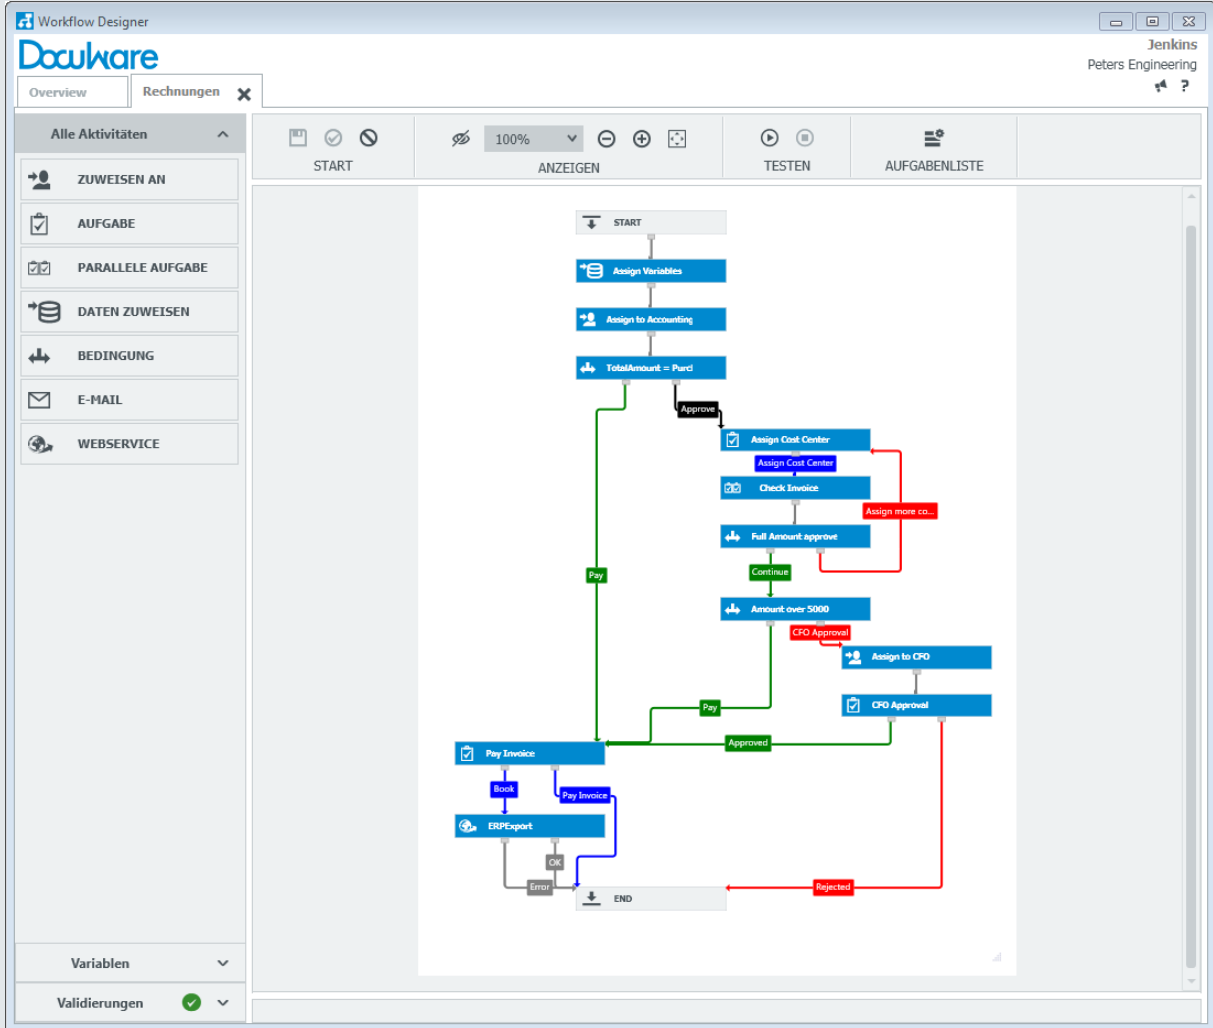 Workflow Designer
DocuWare
Jenkins
Peters Engineering
?
Overview
Rechnungen
Alle Aktivitäten
ZUWEISEN AN
AUFGABE
PARALLELE AUFGABE
DATEN ZUWEISEN
BEDINGUNG
E-MAIL
WEBSERVICE
Variablen
Validierungen
START
100%
ANZEIGEN
TESTEN
AUFGABENLISTE
START
Assign Variables
Assign to Accounting
TotalAmount = Purcl
Approve
Assign Cost Center
Assign Cost Center
Check Invoice
Assign more co...
Full Amount approve
Continue
Pay
Amount over 5000
CFO Approval
Assign to CFO
CFO Approval
Pay
Approved
Pay Invoice
Book
Pay Invoice
ERPExport
OK
Error
Rejected
END